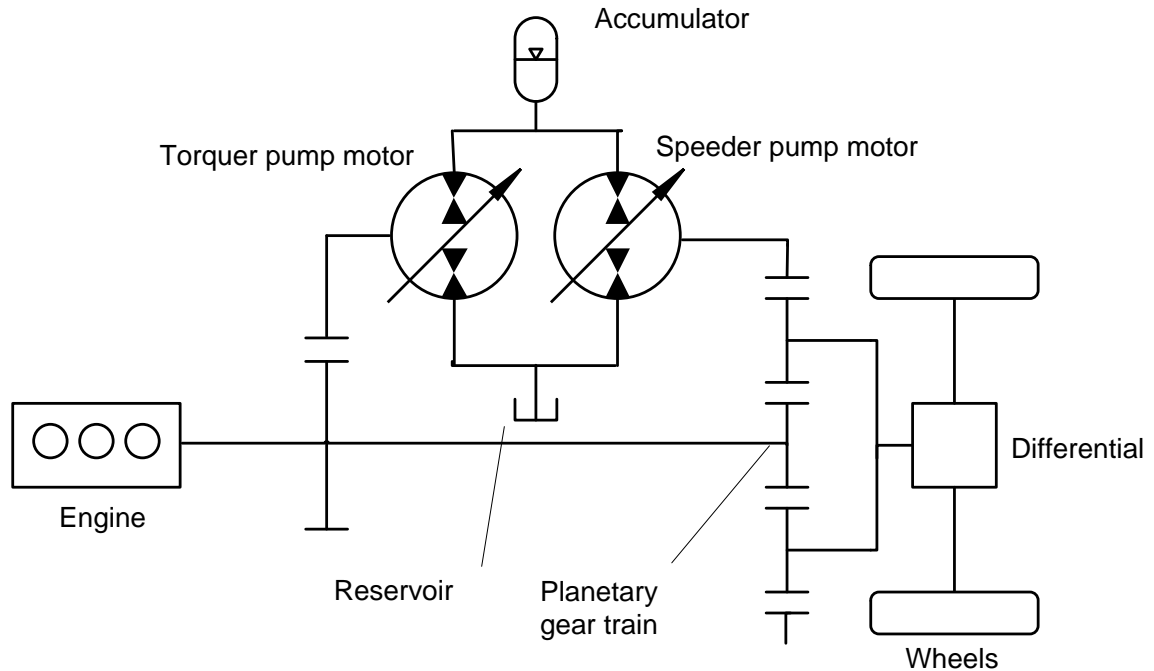 Accumulator
Torquer pump motor
Speeder pump motor
Differential
Engine
Reservoir
Planetary
gear train
Wheels